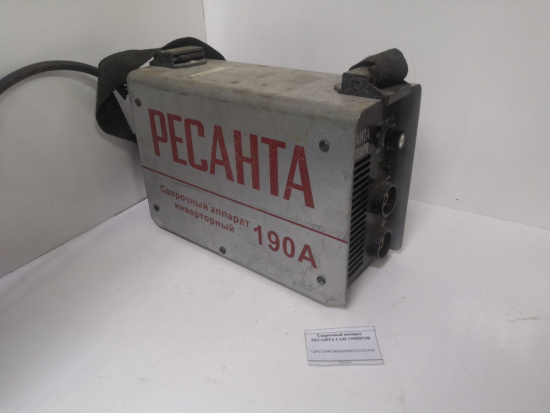 РЕСАНТА
Сварочный аппарат
инверторный
190А
Сварочный аппарат
РЕСАНТА САИ 190ПРОФ